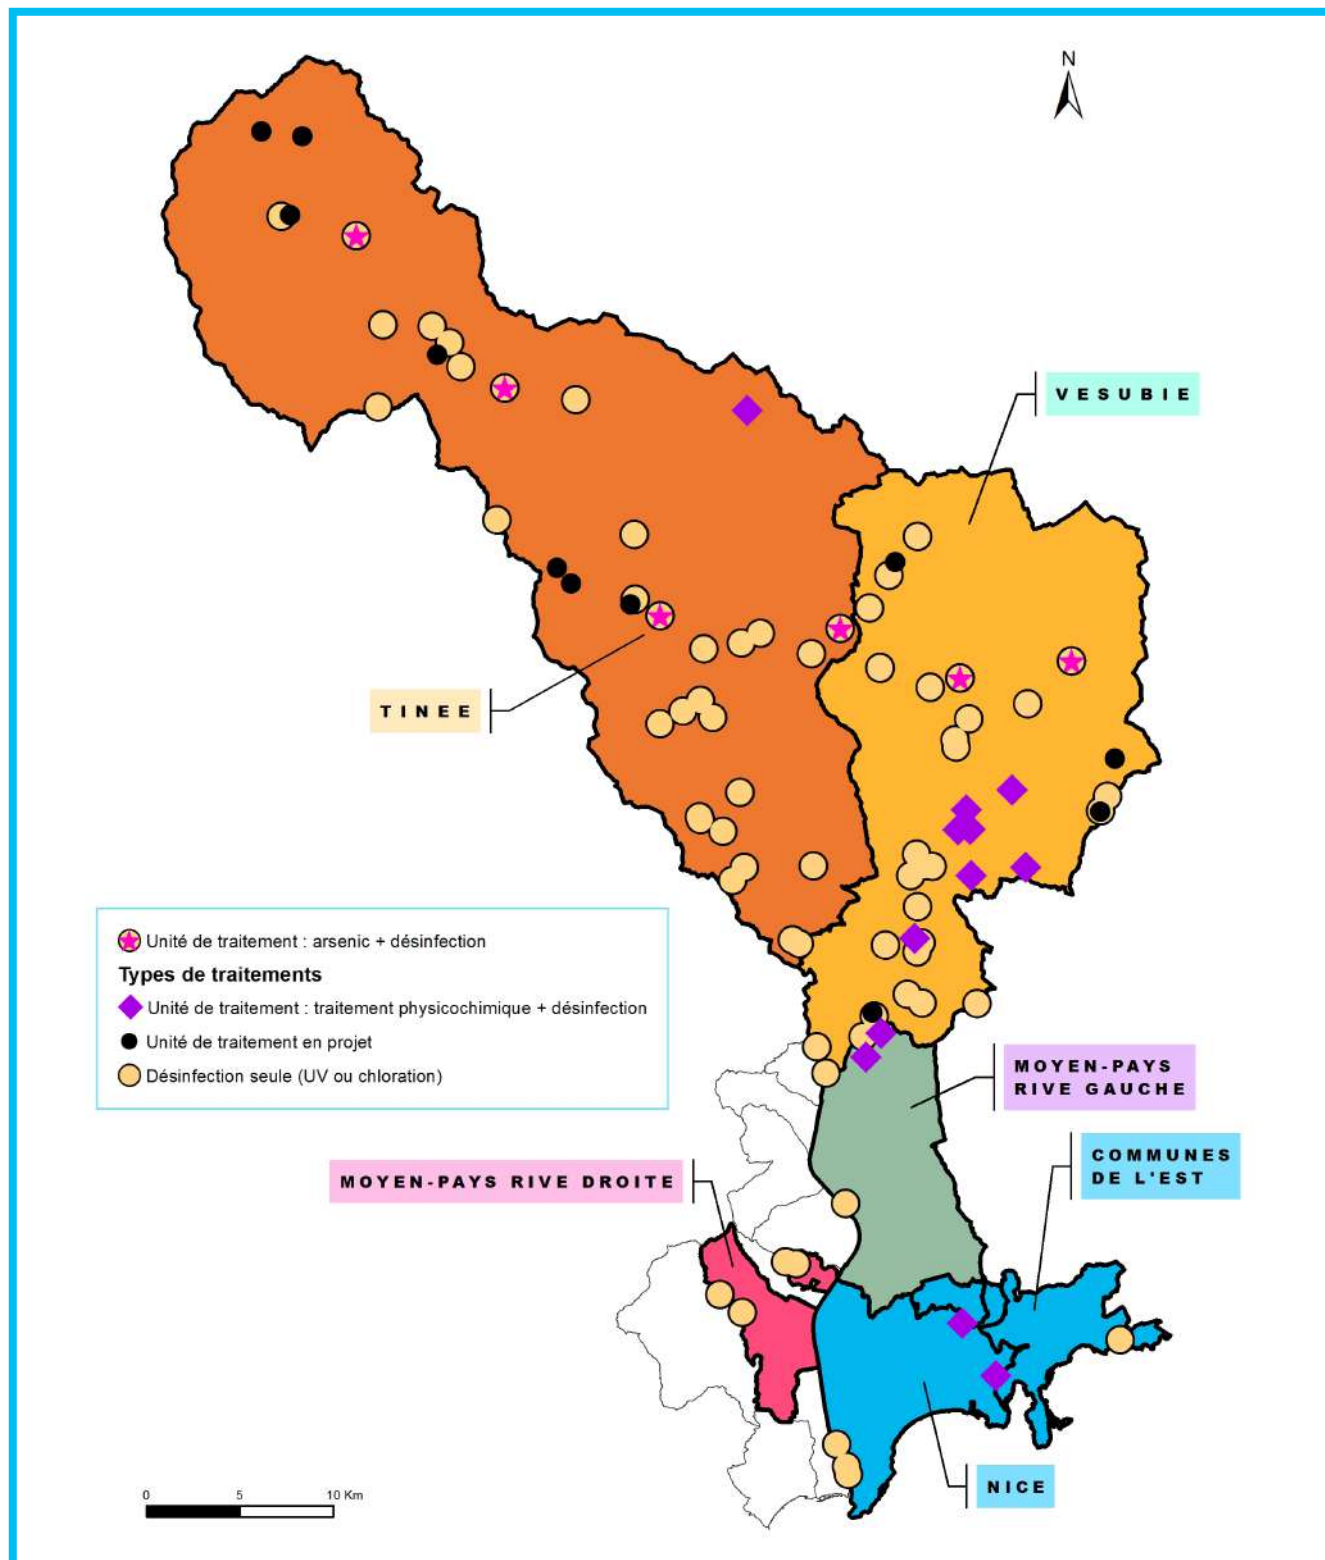 N
VESUBIE
TINEE
Unité de traitement : arsenic + désinfection
Types de traitements
Unité de traitement : traitement physicochimique + désinfection
Unité de traitement en projet
Désinfection seule (UV ou chloration)
MOYEN-PAYS
RIVE GAUCHE
COMMUNES
DE L'EST
MOYEN-PAYS RIVE DROITE
NICE
0 5 10 Km